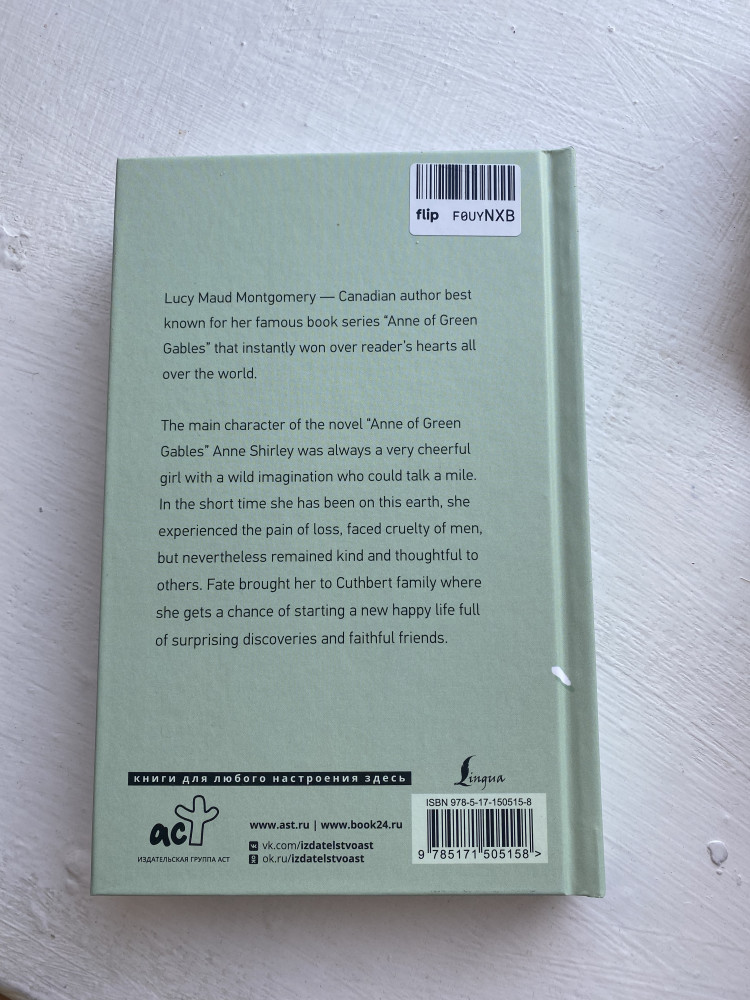 flip F0UYNXB
Lucy Maud Montgomery — Canadian author best
known for her famous book series “Anne of Green
Gables” that instantly won over reader’s hearts all
over the world.
The main character of the novel “Anne of Green
Gables” Anne Shirley was always a very cheerful
girl with a wild imagination who could talk a mile.
In the short time she has been on this earth, she
experienced the pain of loss, faced cruelty of men,
but nevertheless remained kind and thoughtful to
others. Fate brought her to Cuthbert family where
she gets a chance of starting a new happy life full
of surprising discoveries and faithful friends.
книги для любого настроения здесь
аст
ИЗДАТЕЛЬСКАЯ ГРУППА АСТ
www.ast.ru | www.book24.ru
vk.com/izdatelstvoast
ok.ru/izdatelstvoast
Lingua
ISBN 978-5-17-150515-8
9 785171 505158 >